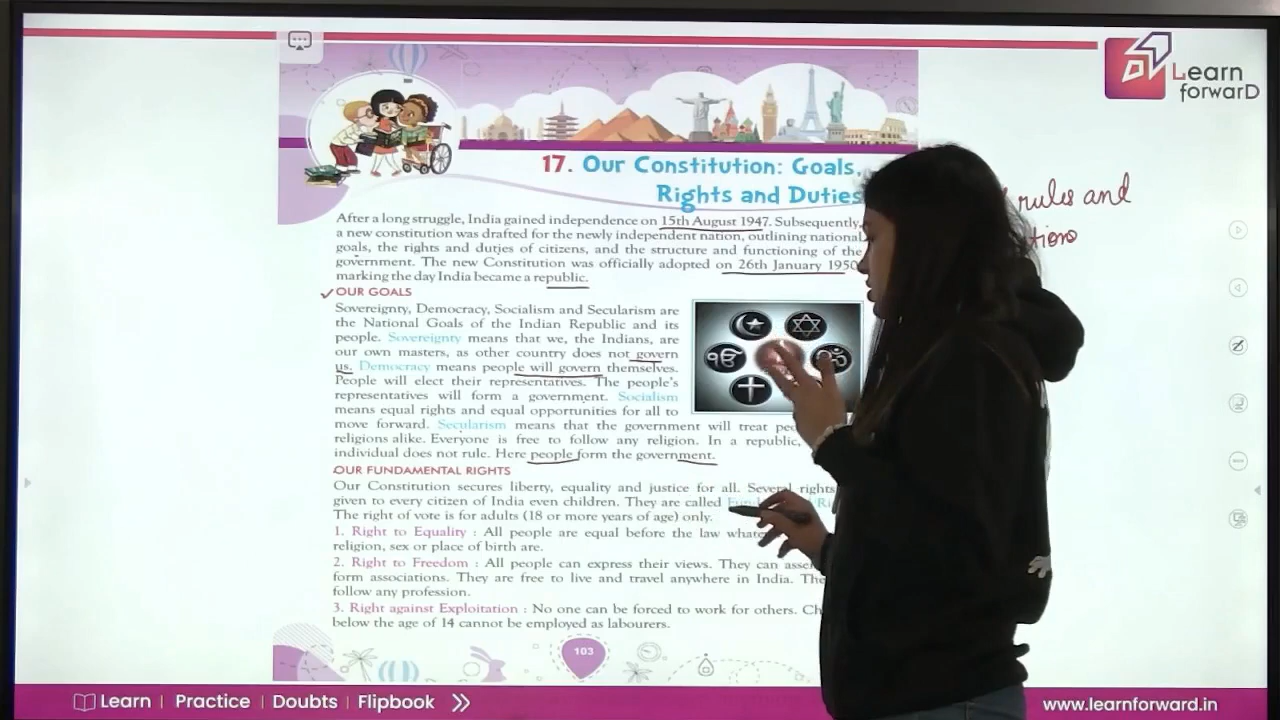 Learn
forwarD
17. Our Constitution: Goals,
Rights and Duties
rules and
After a long struggle, India gained independence on 15th August 1947. Subsequently,
a new constitution was drafted for the newly independent nation, outlining national
goals, the rights and duties of citizens, and the structure and functioning of the
government. The new Constitution was officially adopted on 26th January 1950
marking the day India became a republic.
OUR GOALS
Sovereignty, Democracy, Socialism and Secularism are
the National Goals of the Indian Republic and its
people. Sovereignty means that we, the Indians, are
our own masters, as other country does not govern
us. Democracy means people will govern themselves.
People will elect their representatives. The people's
representatives will form a government. Socialism
means equal rights and equal opportunities for all to
move forward. Secularism means that the government will treat
religions alike. Everyone is free to follow any religion. In a republic,
individual does not rule. Here people form the government.
OUR FUNDAMENTAL RIGHTS
Our Constitution secures liberty, equality and justice for all. Several rights
given to every citizen of India even children. They are called
The right of vote is for adults (18 or more years of age) only.
1. Right to Equality : All people are equal before the law
religion, sex or place of birth are.
2. Right to Freedom : All people can express their views. They can
form associations. They are free to live and travel anywhere in India.
follow any profession.
3. Right against Exploitation : No one can be forced to work for others.
below the age of 14 cannot be employed as labourers.
103
Learn | Practice | Doubts | Flipbook
www.learnforward.in